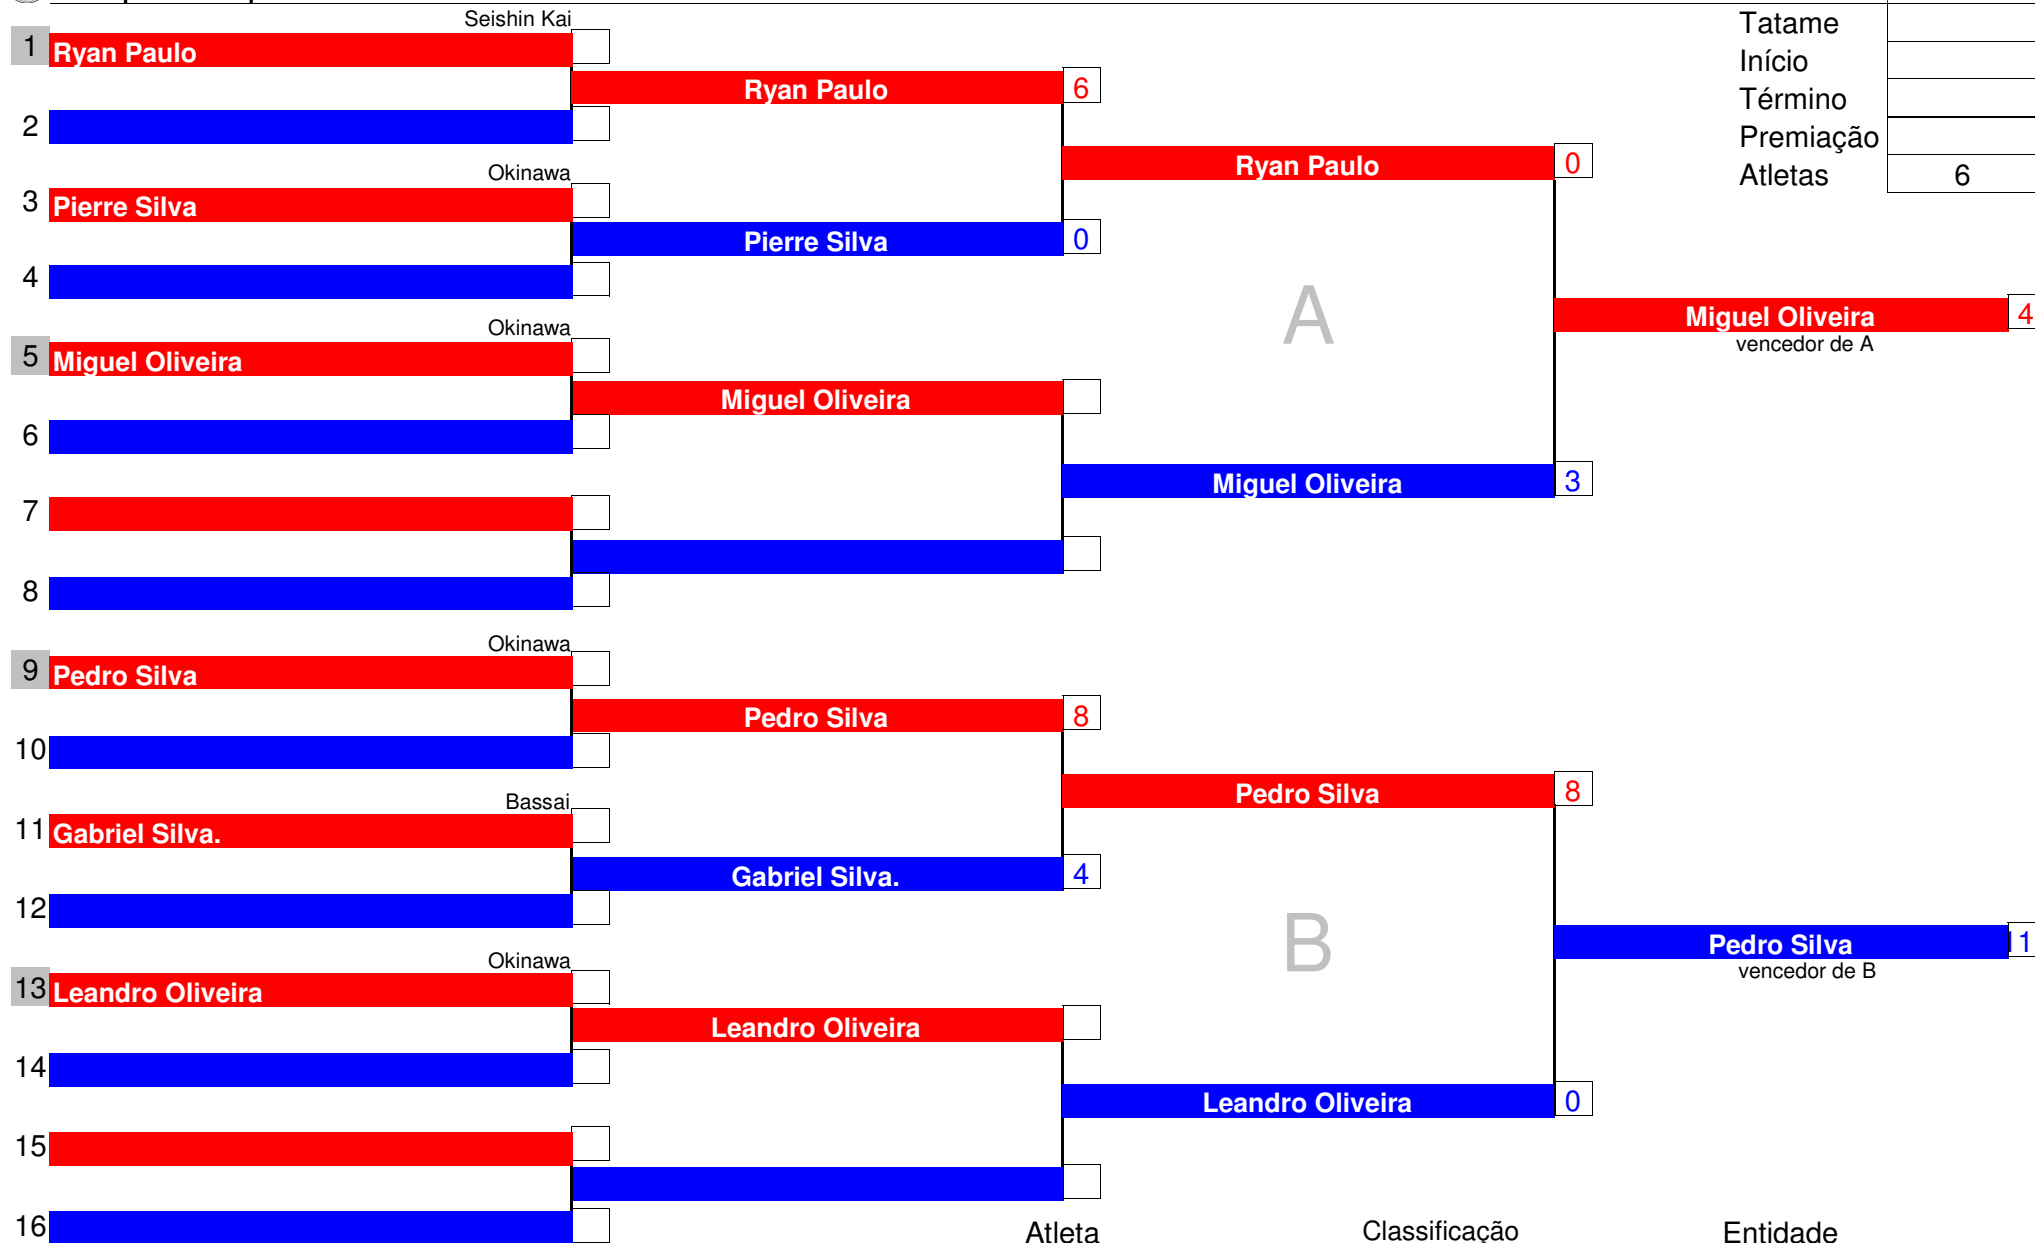 Seishin Kai
1 Ryan Paulo
Ryan Paulo 6
2
Okinawa
3 Pierre Silva
Pierre Silva 0
4
Ryan Paulo 0
Tatame
Início
Término
Premiação
Atletas 6
A
Miguel Oliveira 4
vencedor de A
Okinawa
5 Miguel Oliveira
Miguel Oliveira
6
Miguel Oliveira 3
7
8
Okinawa
9 Pedro Silva
Pedro Silva 8
10
Pedro Silva 8
Bassai
11 Gabriel Silva.
Gabriel Silva. 4
12
B
Pedro Silva
vencedor de B
Okinawa
13 Leandro Oliveira
Leandro Oliveira
14
Leandro Oliveira 0
15
16
Atleta Classificação Entidade